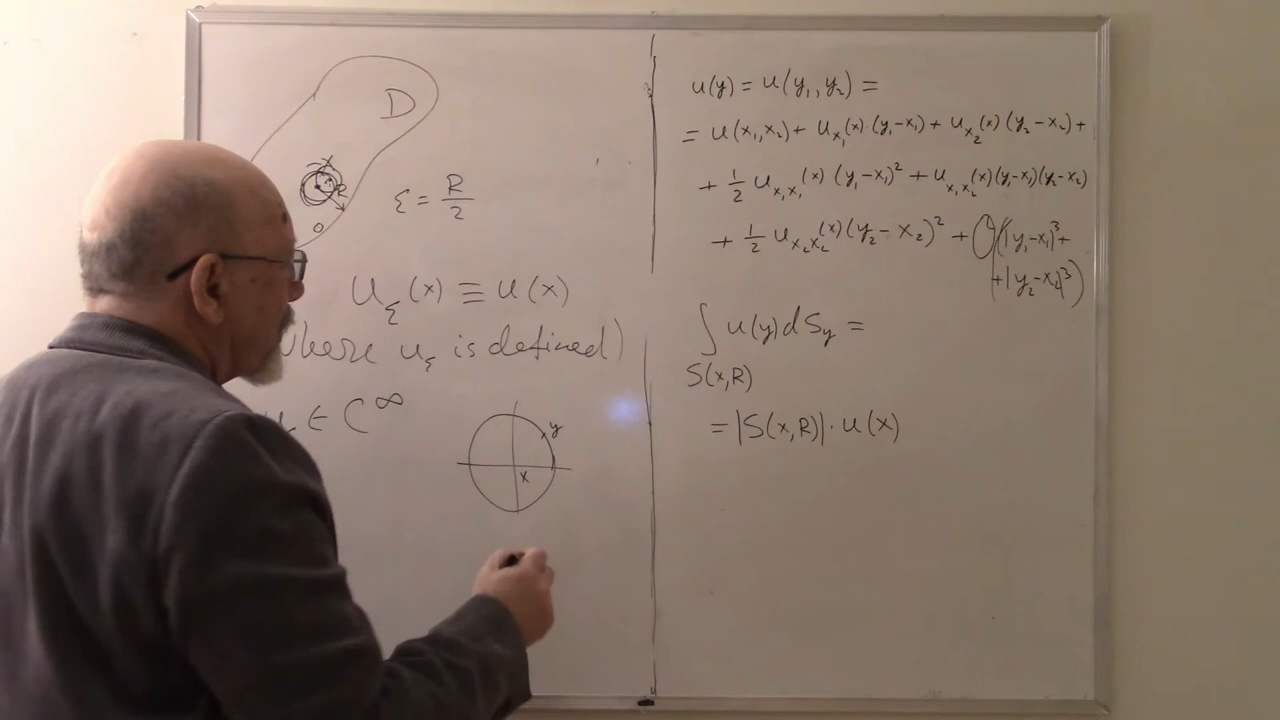 D
R
0
ε = R/2
u_ε(x) ≡ u(x)
where u_ε is defined)
∈ C^∞
y
x
u(y) = u(y₁, y₂) =
= u(x₁, x₂) + u_{x₁}(x)·(y₁−x₁) + u_{x₂}(x)(y₂−x₂) +
+ 1/2 u_{x₁x₁}(x) (y₁−x₁)² + u_{x₁x₂}(x)(y₁−x₁)(y₂−x₂)
+ 1/2 u_{x₂x₂}(x)(y₂−x₂)² + O(|y₁−x₁|³ +
+ |y₂−x₂|³)
∫ u(y) dS_y =
S(x,R)
= |S(x,R)|·u(x)